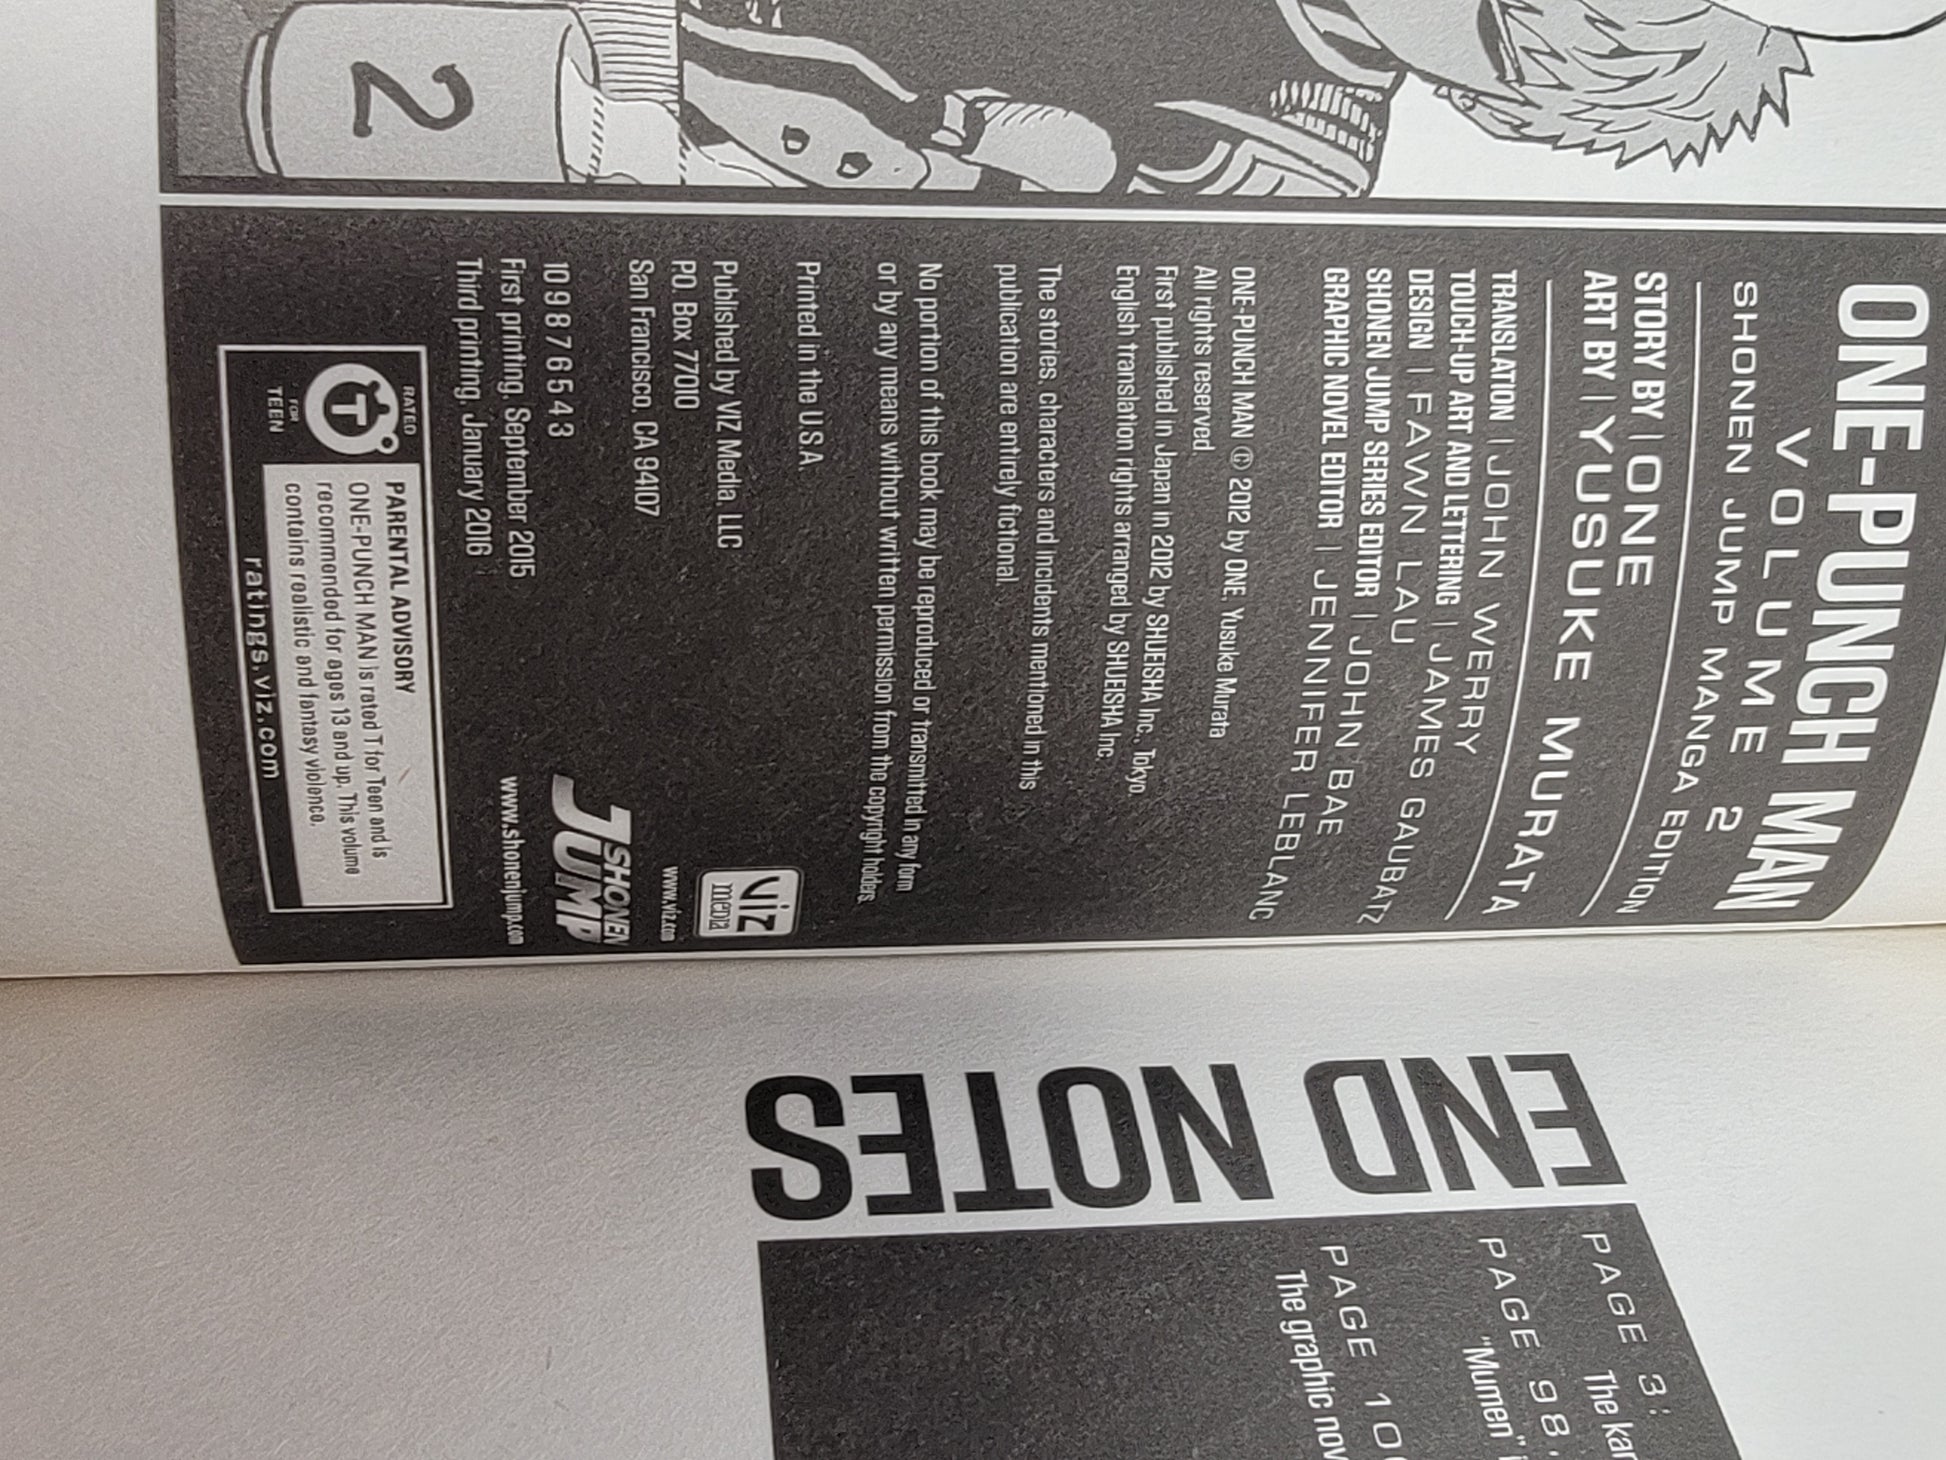 2
ONE-PUNCH MAN
VOLUME 2
SHONEN JUMP MANGA EDITION
STORY BY | ONE
ART BY | YUSUKE MURATA
TRANSLATION | JOHN WERRY
TOUCH-UP ART AND LETTERING | JAMES GAUBATZ
DESIGN | FAWN LAU
SHONEN JUMP SERIES EDITOR | JOHN BAE
GRAPHIC NOVEL EDITOR | JENNIFER LEBLANC
ONE-PUNCH MAN © 2012 by ONE, Yusuke Murata
All rights reserved.
First published in Japan in 2012 by SHUEISHA Inc., Tokyo.
English translation rights arranged by SHUEISHA Inc.
The stories, characters and incidents mentioned in this
publication are entirely fictional.
No portion of this book may be reproduced or transmitted in any form
or by any means without written permission from the copyright holders.
Printed in the U.S.A.
Published by VIZ Media, LLC
P.O. Box 77010
San Francisco, CA 94107
10 9 8 7 6 5 4 3
First printing, September 2015
Third printing, January 2016
viz
media
www.viz.com
SHONEN
JUMP
www.shonenjump.com
RATED
T
FOR
TEEN
PARENTAL ADVISORY
ONE-PUNCH MAN is rated T for Teen and is
recommended for ages 13 and up. This volume
contains realistic and fantasy violence.
ratings.viz.com
END NOTES
PAGE 3:
The
PAGE 98,
"Mumen"
PAGE
The graphic